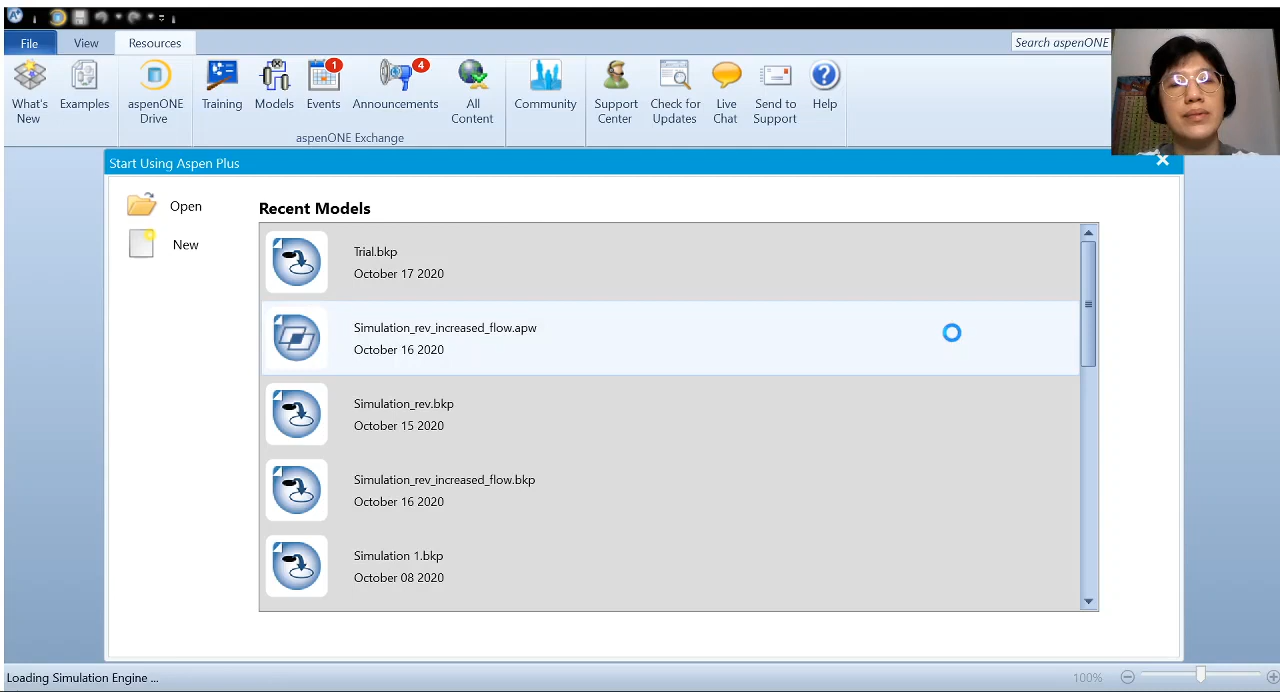 File View Resources Search aspenONE
What's New
Examples
aspenONE Drive
Training
Models
1
Events
4
Announcements
All Content
Community
Support Center
Check for Updates
Live Chat
Send to Support
Help
aspenONE Exchange
Start Using Aspen Plus
Open
New
Recent Models
Trial.bkp
October 17 2020
Simulation_rev_increased_flow.apw
October 16 2020
Simulation_rev.bkp
October 15 2020
Simulation_rev_increased_flow.bkp
October 16 2020
Simulation 1.bkp
October 08 2020
Loading Simulation Engine ...
100%